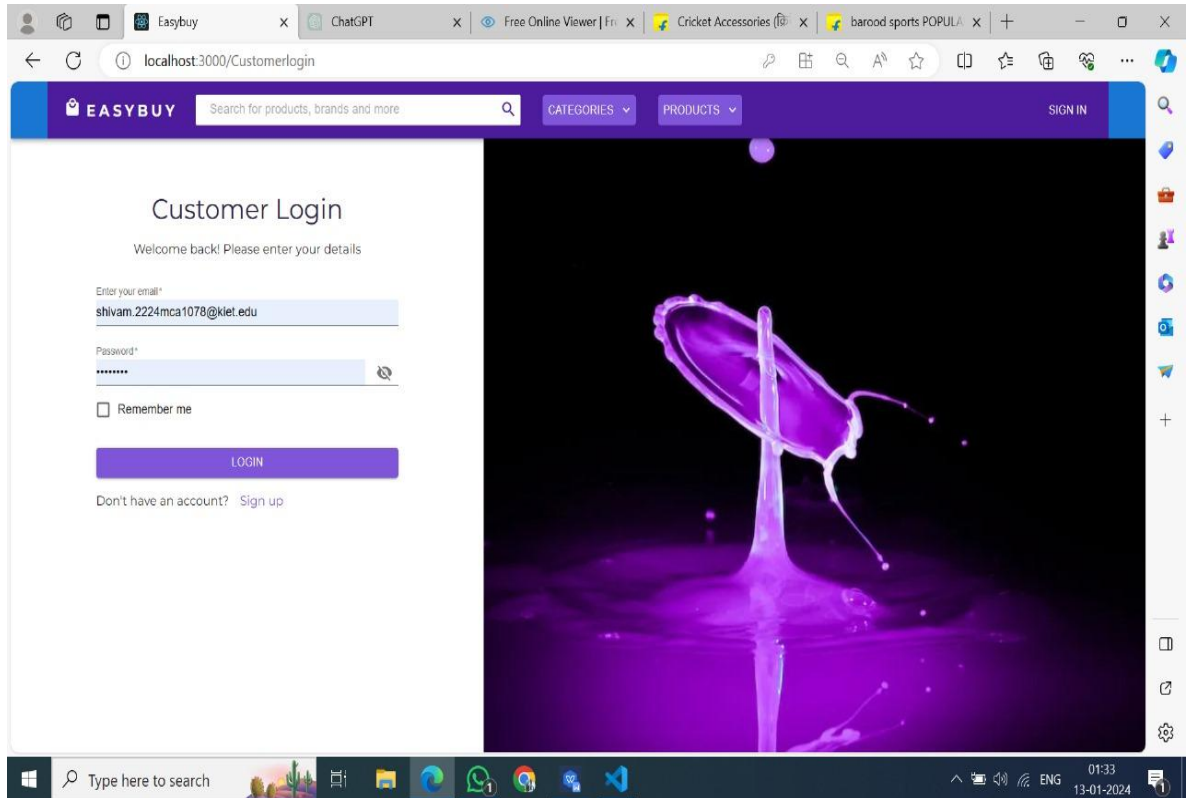 Easybuy
ChatGPT
Free Online Viewer | Fr
Cricket Accessories (क्रि
barood sports POPULA
localhost:3000/Customerlogin
EASYBUY
Search for products, brands and more
CATEGORIES
PRODUCTS
SIGN IN
Customer Login
Welcome back! Please enter your details
Enter your email*
shivam.2224mca1078@kiet.edu
Password*
Remember me
LOGIN
Don't have an account? Sign up
Type here to search
ENG
01:33
13-01-2024